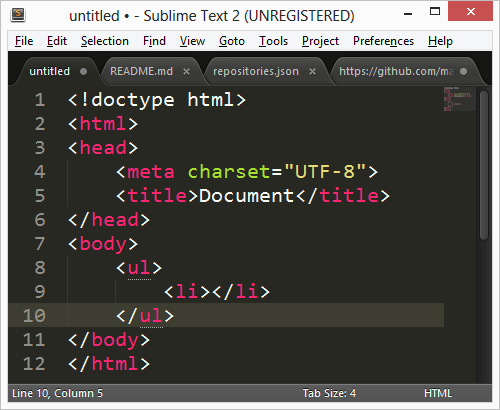 untitled • - Sublime Text 2 (UNREGISTERED)
File Edit Selection Find View Goto Tools Project Preferences Help
untitled README.md repositories.json https://github.com/ma
1 <!doctype html>
2 <html>
3 <head>
4     <meta charset="UTF-8">
5     <title>Document</title>
6 </head>
7 <body>
8     <ul>
9         <li></li>
10     </ul>
11 </body>
12 </html>
Line 10, Column 5 Tab Size: 4 HTML